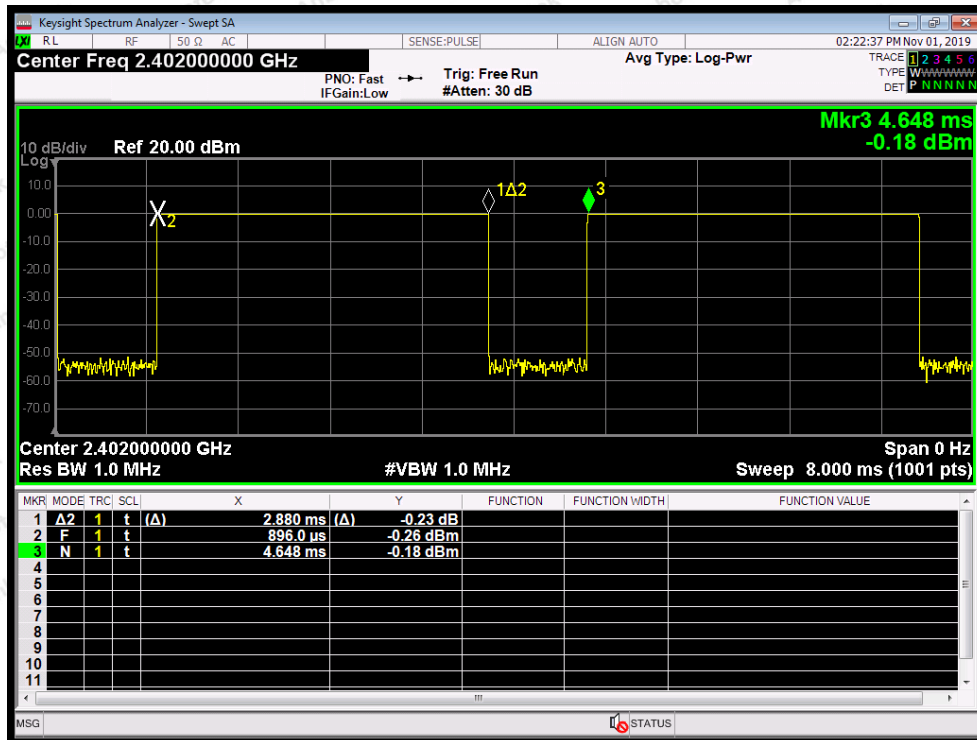 Keysight Spectrum Analyzer - Swept SA
LXI RL RF 50 Ω AC SENSE:PULSE ALIGN AUTO 02:22:37 PM Nov 01, 2019
Center Freq 2.402000000 GHz
PNO: Fast
IFGain:Low
Trig: Free Run
#Atten: 30 dB
Avg Type: Log-Pwr
TRACE 1 2 3 4 5 6
TYPE WWWWWW
DET P N N N N N
Mkr3 4.648 ms
-0.18 dBm
10 dB/div Ref 20.00 dBm
Log
10.0
0.00
-10.0
-20.0
-30.0
-40.0
-50.0
-60.0
-70.0
2
1Δ2
3
Center 2.402000000 GHz Span 0 Hz
Res BW 1.0 MHz #VBW 1.0 MHz Sweep 8.000 ms (1001 pts)
MKR MODE TRC SCL X Y FUNCTION FUNCTION WIDTH FUNCTION VALUE
1 Δ2 1 t (Δ) 2.880 ms (Δ) -0.23 dB
2 F 1 t 896.0 µs -0.26 dBm
3 N 1 t 4.648 ms -0.18 dBm
4
5
6
7
8
9
10
11
MSG STATUS